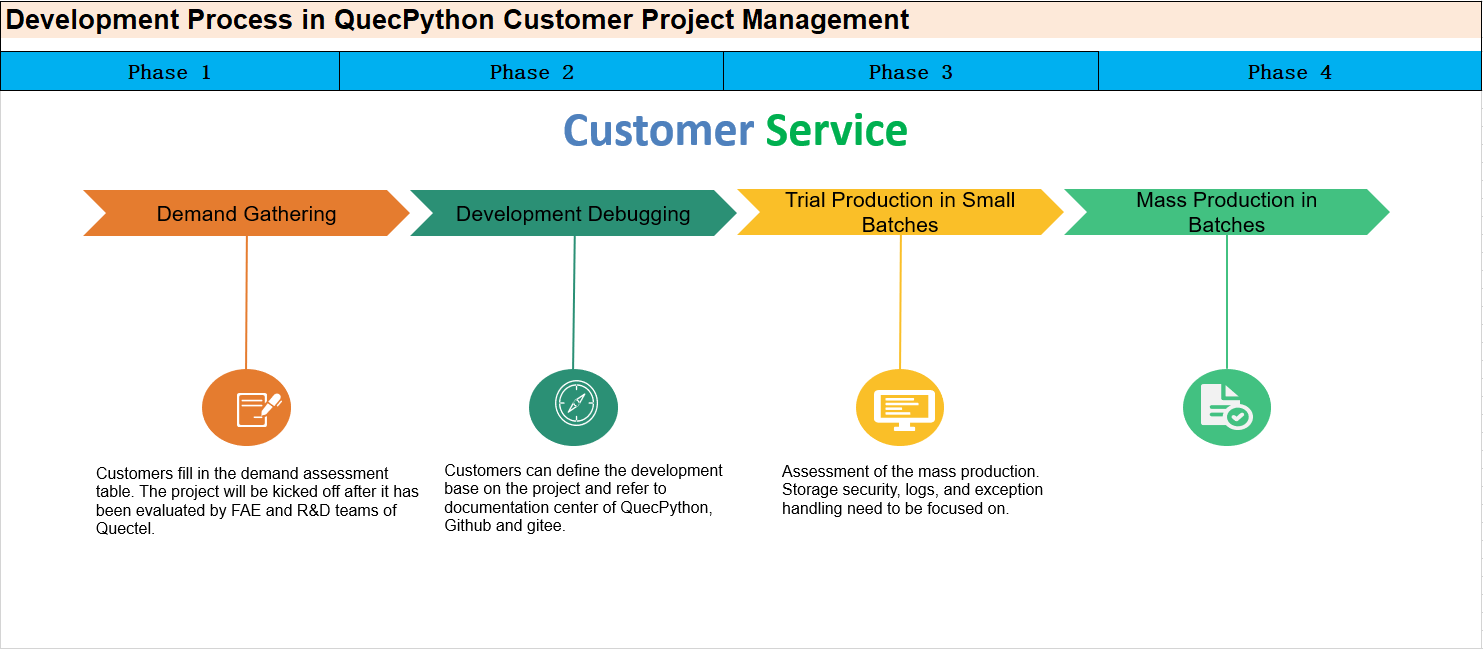 Development Process in QuecPython Customer Project Management
Phase 1
Phase 2
Phase 3
Phase 4
Customer Service
Demand Gathering
Development Debugging
Trial Production in Small
Batches
Mass Production in
Batches
Customers fill in the demand assessment
table. The project will be kicked off after it has
been evaluated by FAE and R&D teams of
Quectel.
Customers can define the development
base on the project and refer to
documentation center of QuecPython,
Github and gitee.
Assessment of the mass production.
Storage security, logs, and exception
handling need to be focused on.